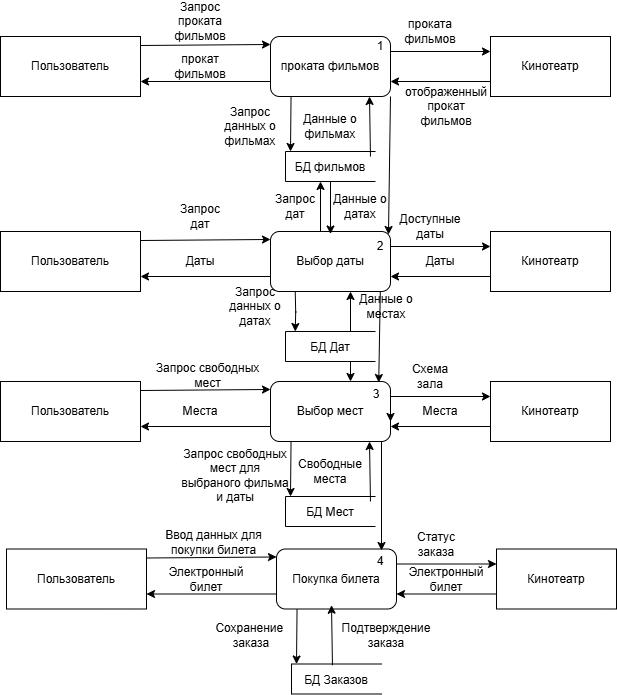 Запрос
проката
фильмов
проката
фильмов
1
Пользователь
проката фильмов
Кинотеатр
прокат
фильмов
отображенный
прокат
фильмов
Запрос
данных о
фильмах
Данные о
фильмах
БД фильмов
Запрос
дат
Данные о
датах
Запрос
дат
Доступные
даты
2
Пользователь
Выбор даты
Кинотеатр
Даты
Даты
Запрос
данных о
датах
Данные о
местах
БД Дат
Запрос свободных
мест
Схема
зала
3
Пользователь
Выбор мест
Кинотеатр
Места
Места
Запрос свободных
мест для
выбраного фильма
и даты
Свободные
места
БД Мест
Ввод данных для
покупки билета
Статус
заказа
4
Пользователь
Покупка билета
Кинотеатр
Электронный
билет
Электронный
билет
Сохранение
заказа
Подтверждение
заказа
БД Заказов